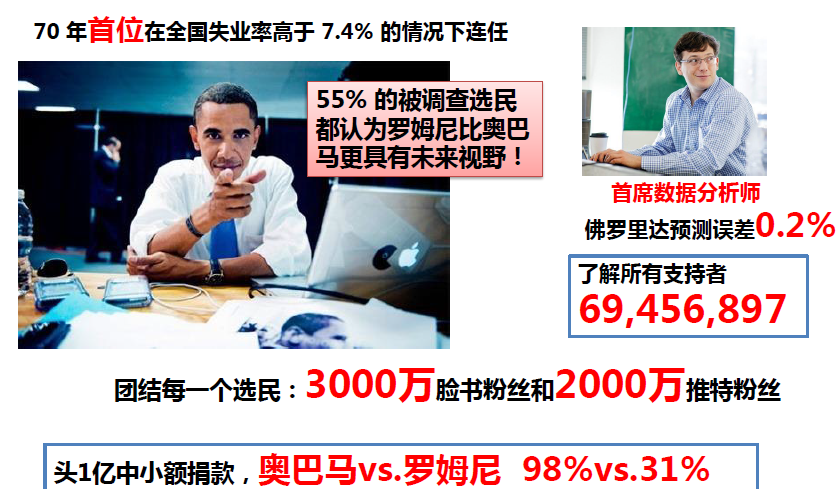 70 年首位在全国失业率高于 7.4% 的情况下连任
55% 的被调查选民
都认为罗姆尼比奥巴
马更具有未来视野！
首席数据分析师
佛罗里达预测误差0.2%
了解所有支持者
69,456,897
团结每一个选民：3000万脸书粉丝和2000万推特粉丝
头1亿中小额捐款，奥巴马vs.罗姆尼 98%vs.31%